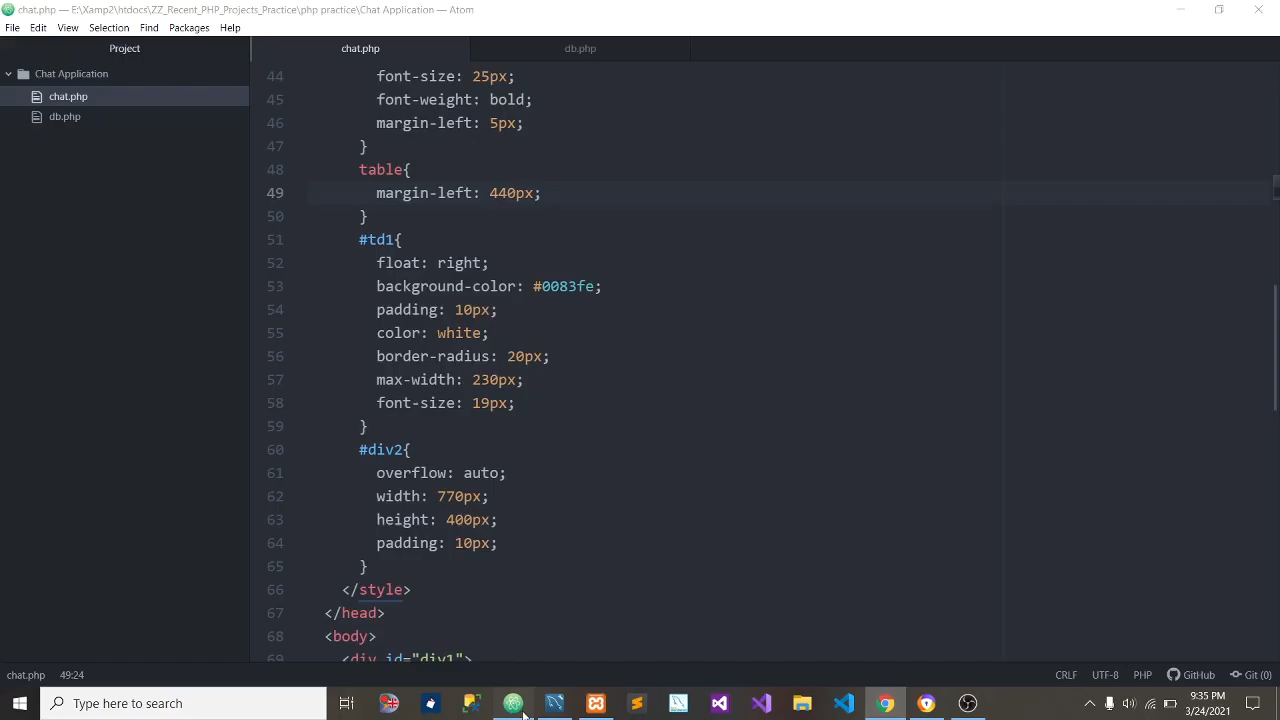 chat.php — E:\Xamp2\htdocs\ZZ_Recent_PHP_Projects_Practice\php practice\Chat Application — Atom
File Edit View Selection Find Packages Help
Project
chat.php
db.php
Chat Application
chat.php
db.php
44 font-size: 25px;
45 font-weight: bold;
46 margin-left: 5px;
47 }
48 table{
49 margin-left: 440px;
50 }
51 #td1{
52 float: right;
53 background-color: #0083fe;
54 padding: 10px;
55 color: white;
56 border-radius: 20px;
57 max-width: 230px;
58 font-size: 19px;
59 }
60 #div2{
61 overflow: auto;
62 width: 770px;
63 height: 400px;
64 padding: 10px;
65 }
66 </style>
67 </head>
68 <body>
69 <div id="div1">
chat.php 49:24 CRLF UTF-8 PHP GitHub Git (0)
Type here to search
9:35 PM
3/24/2021